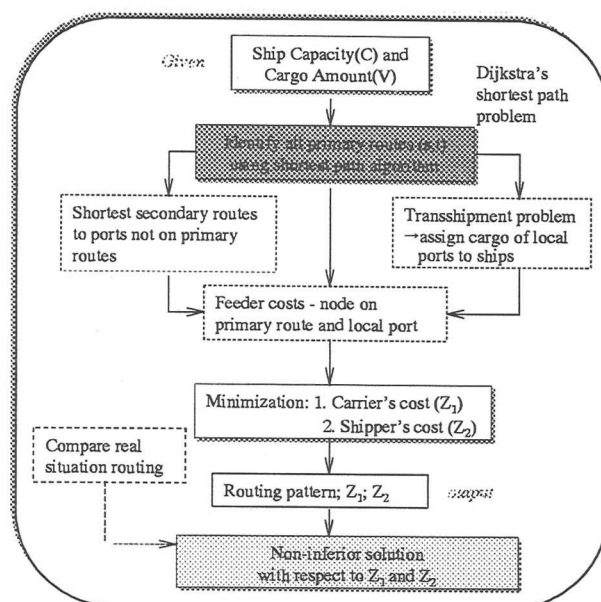 Given
Ship Capacity(C) and
Cargo Amount(V)
Dijkstra's
shortest path
problem
Identify all primary routes (s,t)
using shortest path algorithm
Shortest secondary routes
to ports not on primary
routes
Transshipment problem
→assign cargo of local
ports to ships
Feeder costs - node on
primary route and local port
Minimization: 1. Carrier's cost (Z₁)
2. Shipper's cost (Z₂)
Compare real
situation routing
Routing pattern; Z₁; Z₂
output
Non-inferior solution
with respect to Z₁ and Z₂